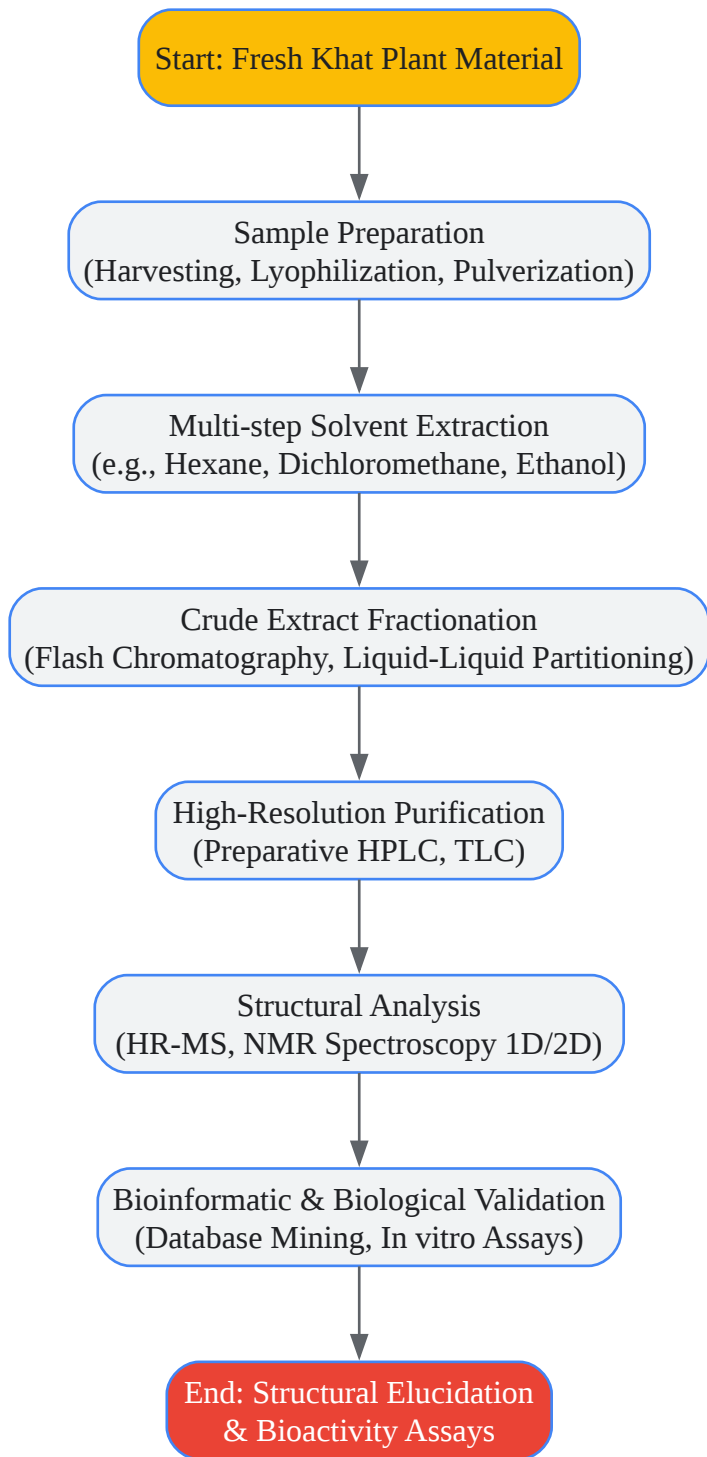 Start: Fresh Khat Plant Material
Sample Preparation
(Harvesting, Lyophilization, Pulverization)
Multi-step Solvent Extraction
(e.g., Hexane, Dichloromethane, Ethanol)
Crude Extract Fractionation
(Flash Chromatography, Liquid-Liquid Partitioning)
High-Resolution Purification
(Preparative HPLC, TLC)
Structural Analysis
(HR-MS, NMR Spectroscopy 1D/2D)
Bioinformatic & Biological Validation
(Database Mining, In vitro Assays)
End: Structural Elucidation
& Bioactivity Assays